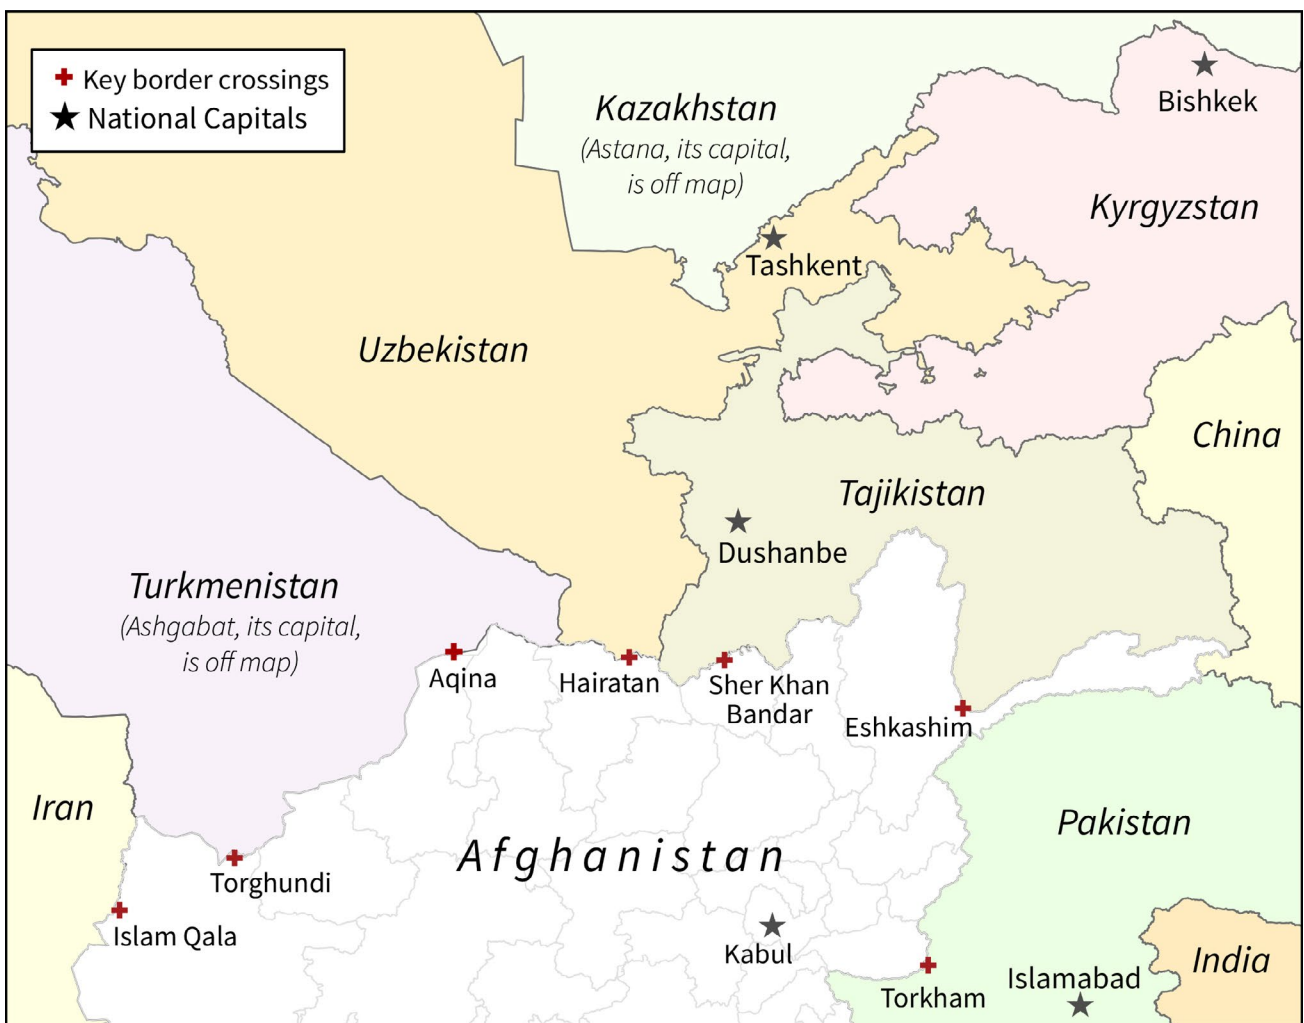 Key border crossings
National Capitals
Bishkek
Kazakhstan
(Astana, its capital,
is off map)
Kyrgyzstan
Tashkent
Uzbekistan
China
Tajikistan
Dushanbe
Turkmenistan
(Ashgabat, its capital,
is off map)
Aqina
Hairatan
Sher Khan
Bandar
Eshkashim
Iran
Pakistan
Afghanistan
Torghundi
Islam Qala
Kabul
India
Islamabad
Torkham